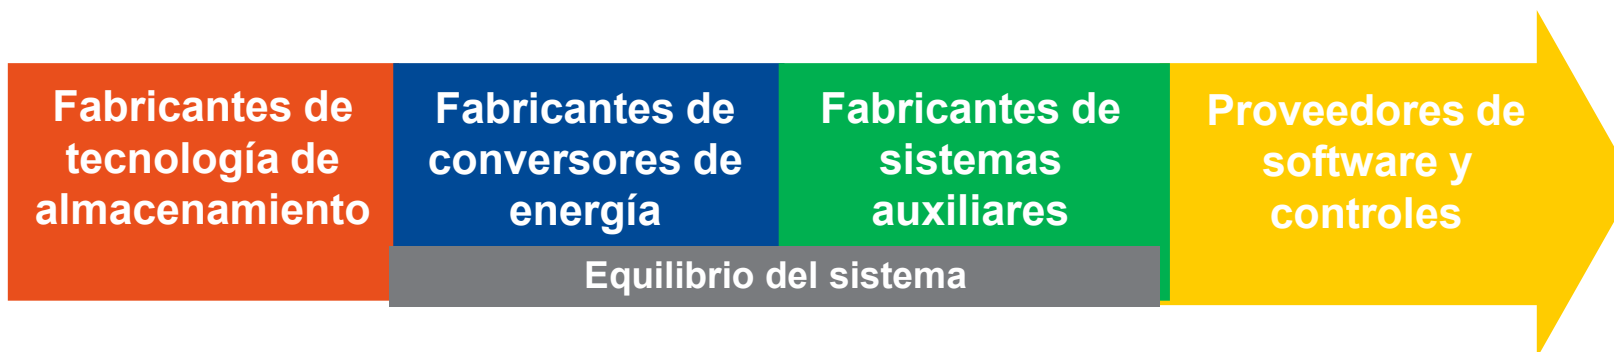 Fabricantes de
tecnología de
almacenamiento
Fabricantes de
conversores de
energía
Fabricantes de
sistemas
auxiliares
Proveedores de
software y
controles
Equilibrio del sistema